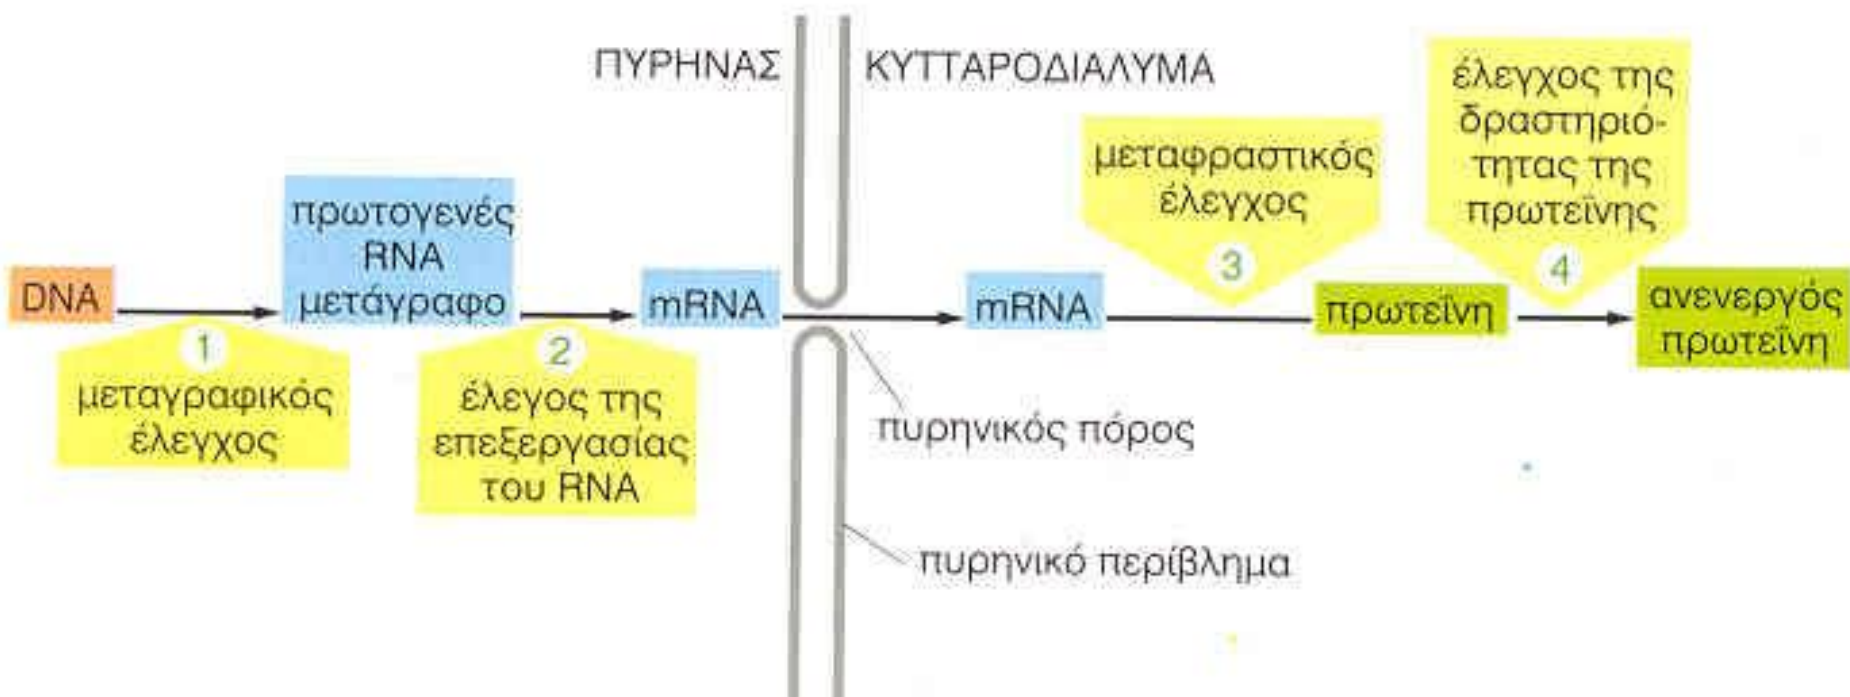 ΠΥΡΗΝΑΣ
ΚΥΤΤΑΡΟΔΙΑΛΥΜΑ
DNA
πρωτογενές
RNA
μετάγραφο
mRNA
mRNA
πρωτεΐνη
ανενεργός
πρωτεΐνη
1
μεταγραφικός
έλεγχος
2
έλεγος της
επεξεργασίας
του RNA
3
μεταφραστικός
έλεγχος
4
έλεγχος της
δραστηριό-
τητας της
πρωτεΐνης
πυρηνικός πόρος
πυρηνικό περίβλημα